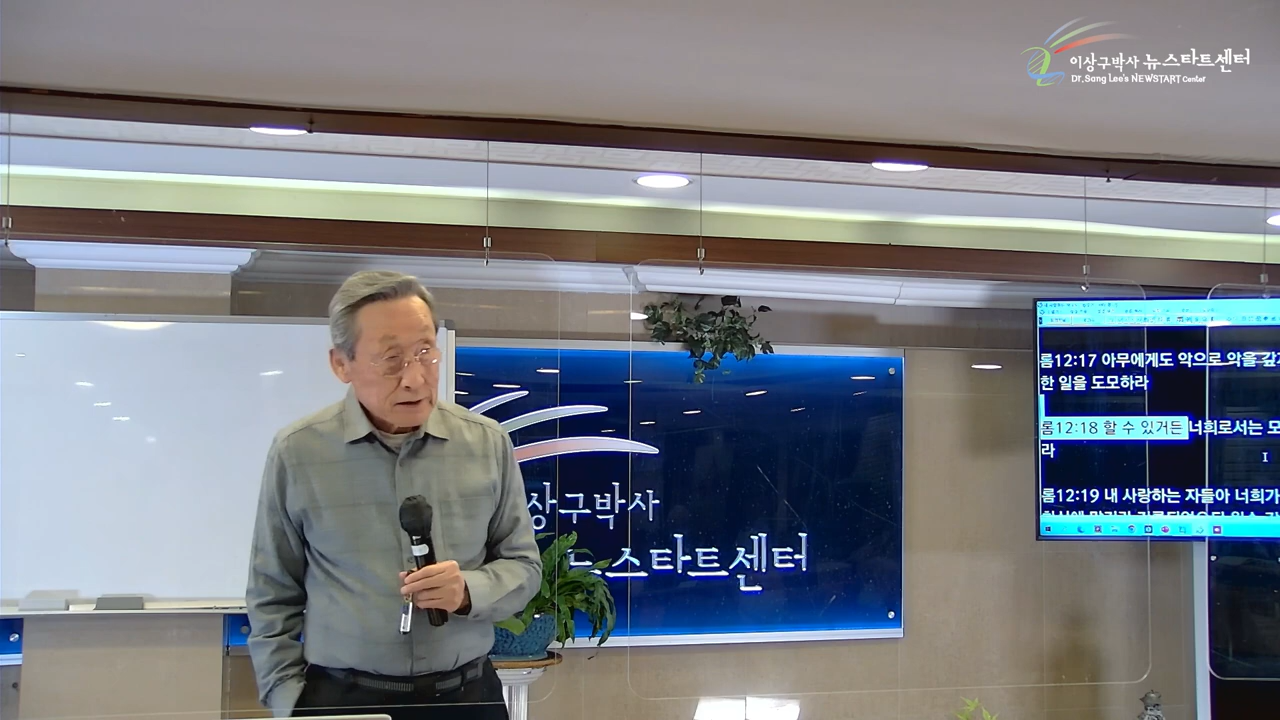 이상구박사 뉴스타트센터
Dr. Sang Lee's NEWSTART Center
상구박사
뉴스타트센터
롬12:17 아무에게도 악으로 악을
한 일을 도모하라
롬12:18 할 수 있거든 너희로서는 모
라
롬12:19 내 사랑하는 자들아 너희가